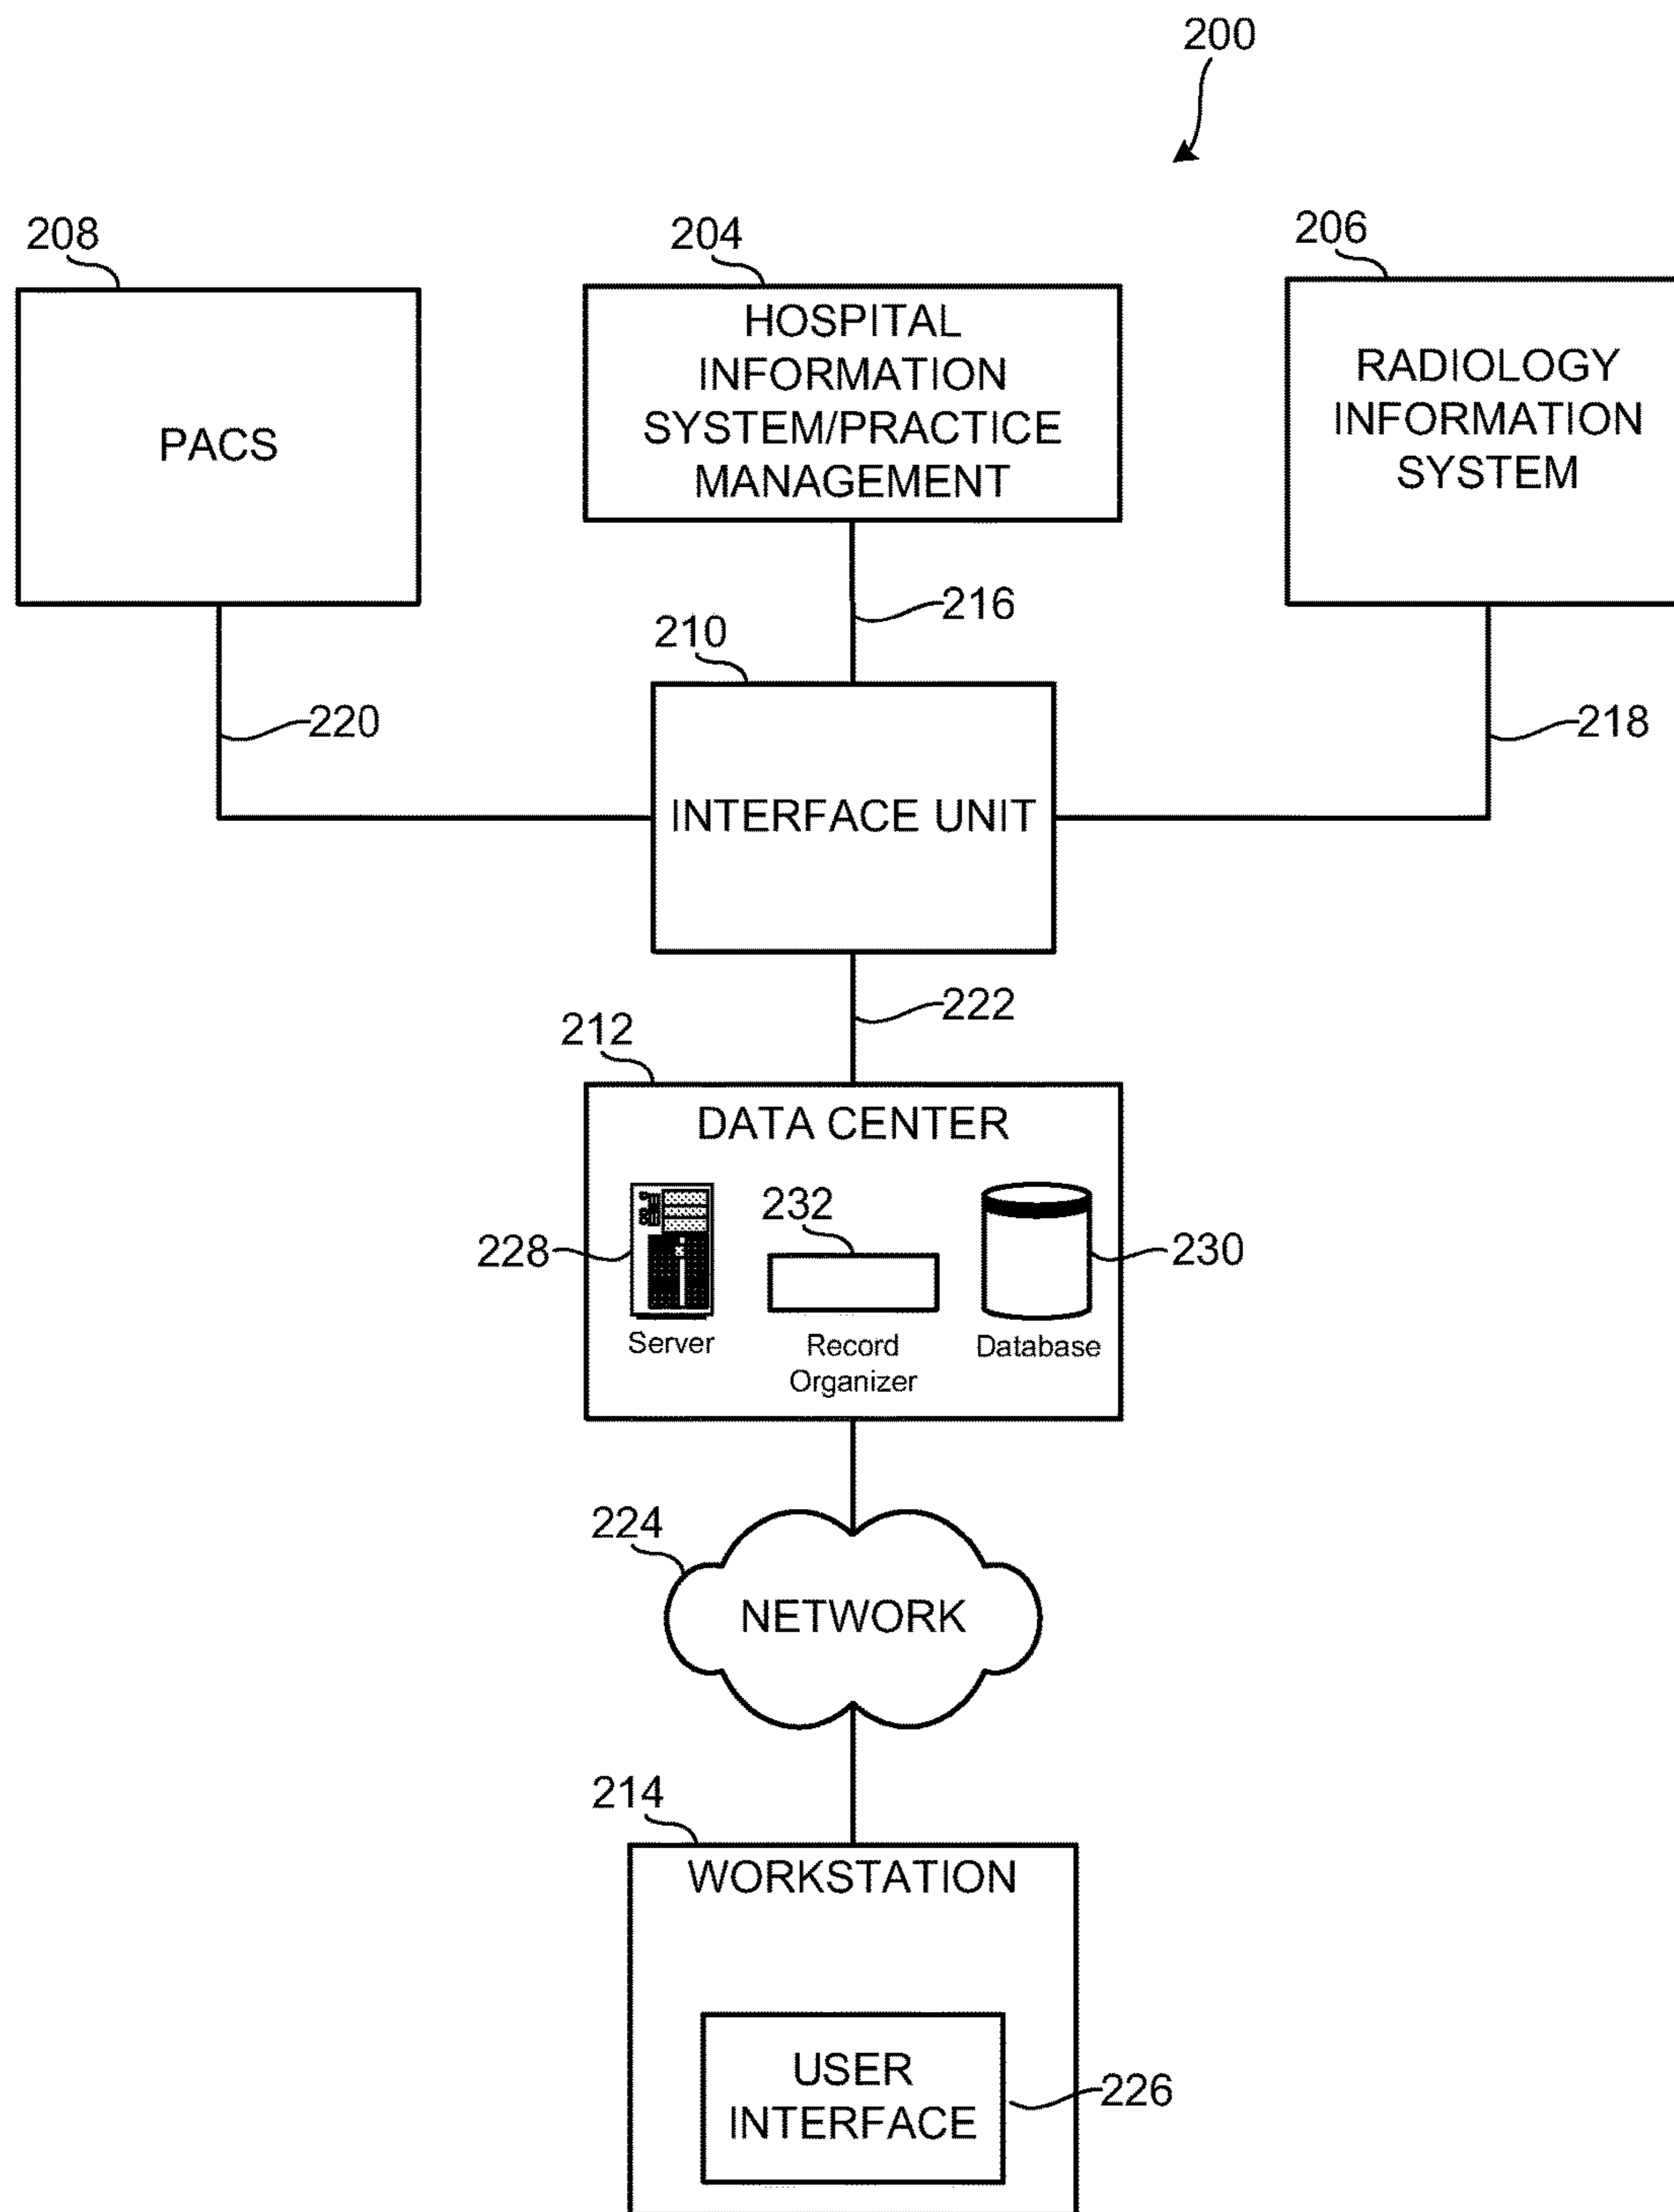 200
208
204
206
PACS
HOSPITAL
INFORMATION
SYSTEM/PRACTICE
MANAGEMENT
RADIOLOGY
INFORMATION
SYSTEM
216
210
220
218
INTERFACE UNIT
222
212
DATA CENTER
232
228
230
Server
Record
Organizer
Database
224
NETWORK
214
WORKSTATION
USER
INTERFACE
226